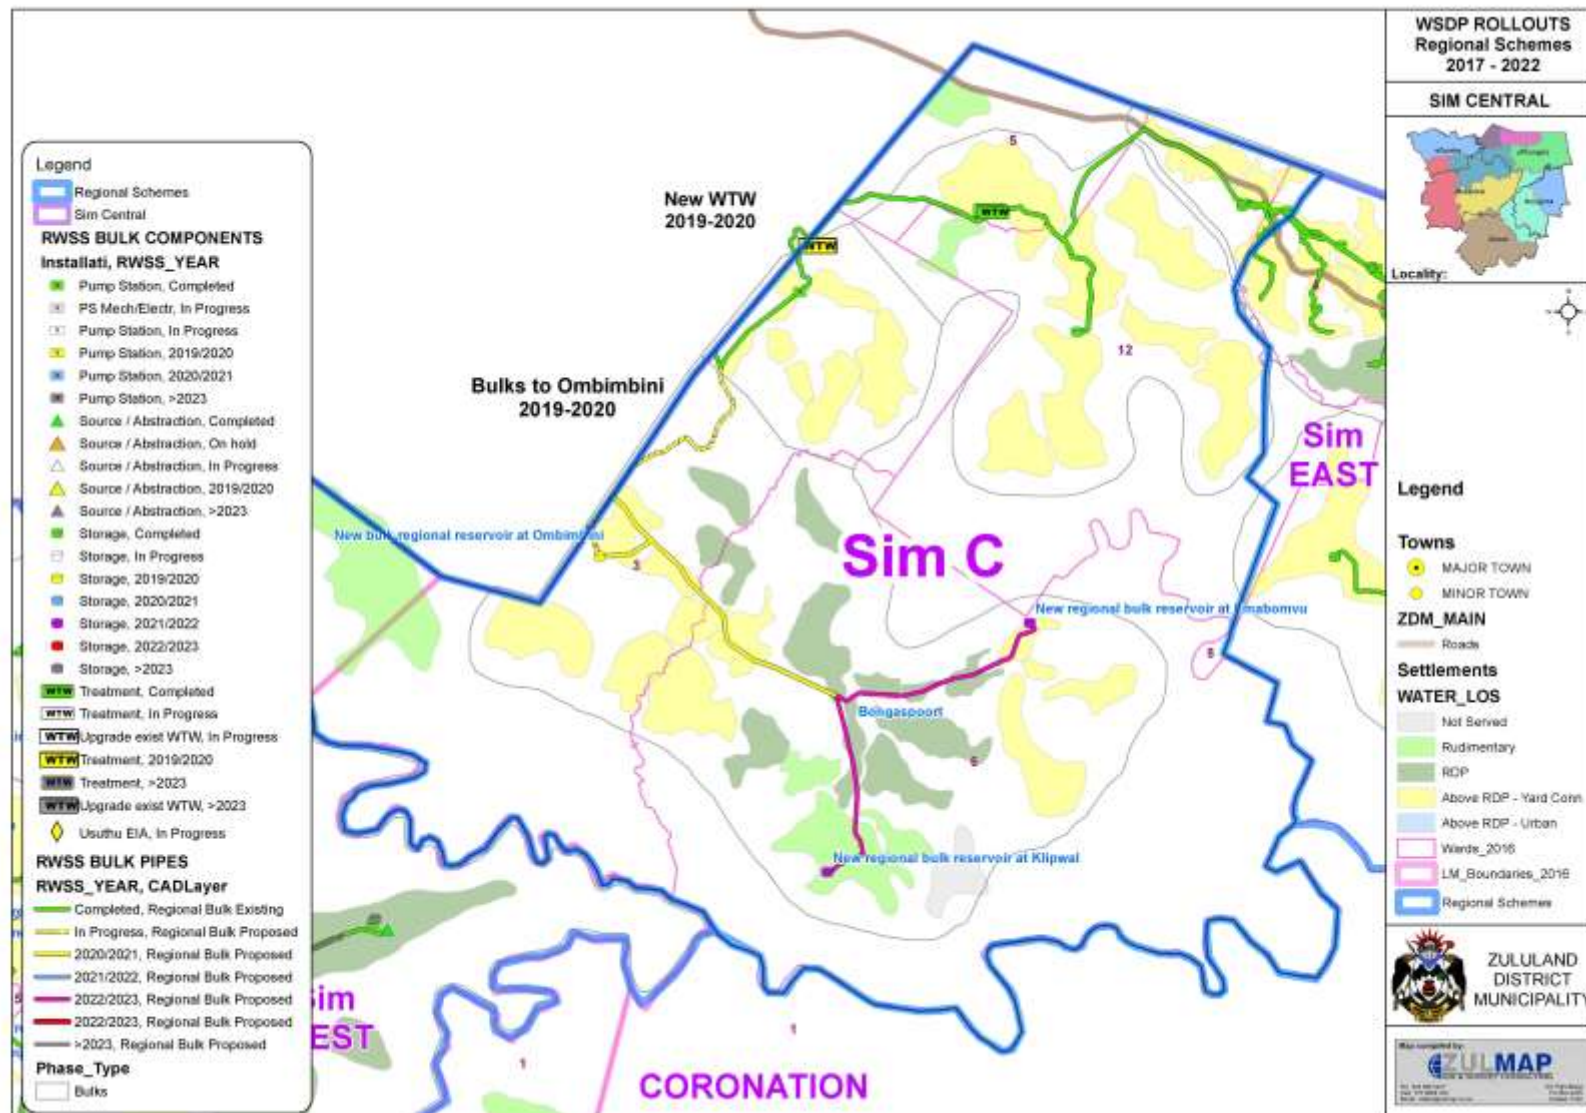 WSDP ROLLOUTS
Regional Schemes
2017 - 2022
SIM CENTRAL
Locality:
Legend
Regional Schemes
Sim Central
RWSS BULK COMPONENTS
Installati, RWSS_YEAR
Pump Station, Completed
PS Mech/Electr, In Progress
Pump Station, In Progress
Pump Station, 2019/2020
Pump Station, 2020/2021
Pump Station, >2023
Source / Abstraction, Completed
Source / Abstraction, On hold
Source / Abstraction, In Progress
Source / Abstraction, 2019/2020
Source / Abstraction, >2023
Storage, Completed
Storage, In Progress
Storage, 2019/2020
Storage, 2020/2021
Storage, 2021/2022
Storage, 2022/2023
Storage, >2023
WTW Treatment, Completed
WTW Treatment, In Progress
WTW Upgrade exist WTW, In Progress
WTW Treatment, 2019/2020
WTW Treatment, >2023
WTW Upgrade exist WTW, >2023
Usuthu EIA, In Progress
RWSS BULK PIPES
RWSS_YEAR, CADLayer
Completed, Regional Bulk Existing
In Progress, Regional Bulk Proposed
2020/2021, Regional Bulk Proposed
2021/2022, Regional Bulk Proposed
2022/2023, Regional Bulk Proposed
2022/2023, Regional Bulk Proposed
>2023, Regional Bulk Proposed
Phase_Type
Bulks
New WTW
2019-2020
WTW
WTW
5
12
Bulks to Ombimbini
2019-2020
Sim
EAST
New bulk regional reservoir at Ombimbini
3
Sim C
New regional bulk reservoir at Umabomvu
8
Bongaspoort
6
New regional bulk reservoir at Klipwal
Sim
EST
1
1
CORONATION
Legend
Towns
MAJOR TOWN
MINOR TOWN
ZDM_MAIN
Roads
Settlements
WATER_LOS
Not Served
Rudimentary
RDP
Above RDP - Yard Conn
Above RDP - Urban
Wards_2016
LM_Boundaries_2016
Regional Schemes
ZULULAND
DISTRICT
MUNICIPALITY
Map compiled by:
ZULMAP